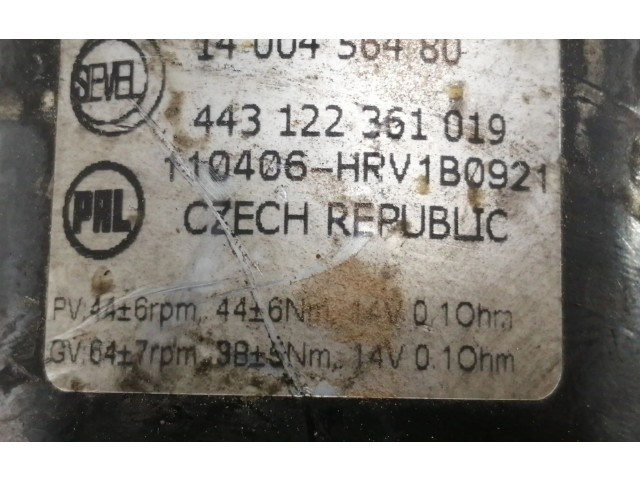 14 004 564 80
SEVEL
443 122 361 019
110406-HRV1B0921
PAL
CZECH REPUBLIC
PV:44±6rpm, 44±6Nm, 14V 0.1Ohm
GV:64±7rpm, 38±5Nm, 14V 0.1Ohm